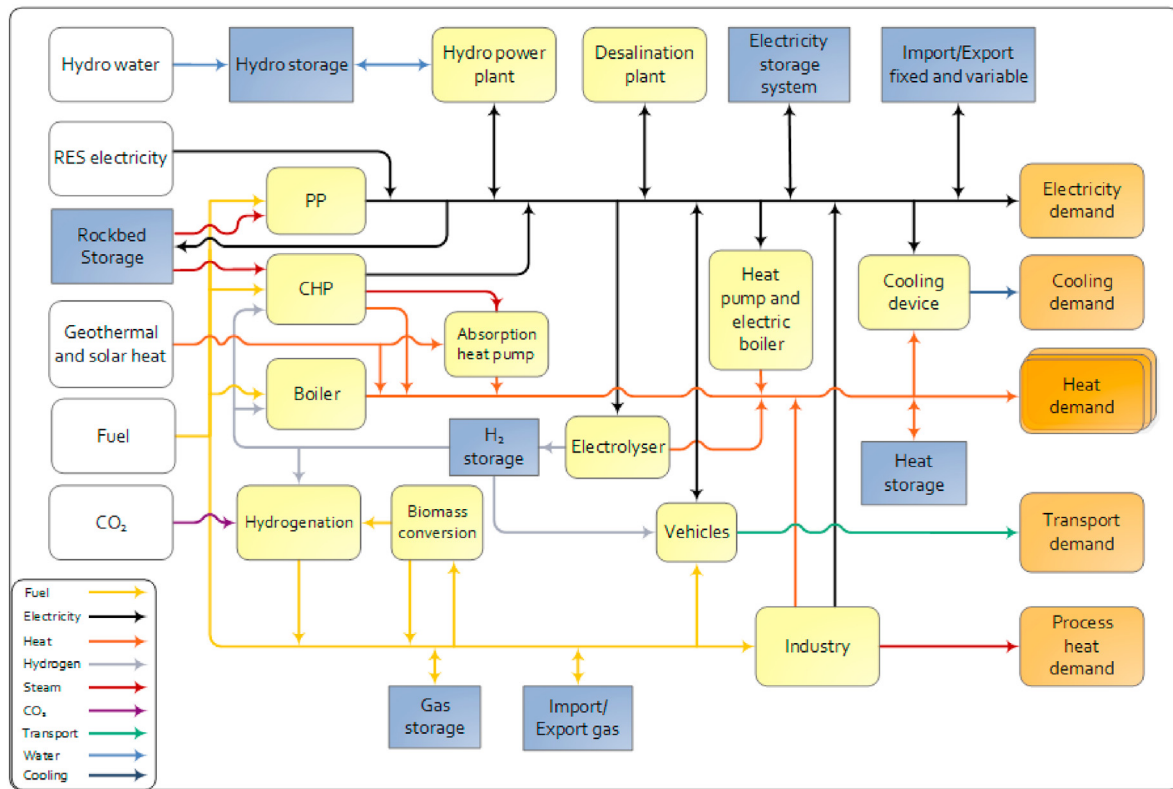 Hydro water
Hydro storage
Hydro power
plant
Desalination
plant
Electricity
storage
system
Import/Export
fixed and variable
RES electricity
PP
Electricity
demand
Rockbed
Storage
CHP
Heat
pump and
electric
boiler
Cooling
device
Cooling
demand
Geothermal
and solar heat
Absorption
heat pump
Boiler
Heat
demand
Fuel
H₂
storage
Electrolyser
Heat
storage
CO₂
Hydrogenation
Biomass
conversion
Vehicles
Transport
demand
Fuel
Electricity
Heat
Hydrogen
Steam
CO₂
Transport
Water
Cooling
Industry
Process
heat
demand
Gas
storage
Import/
Export gas